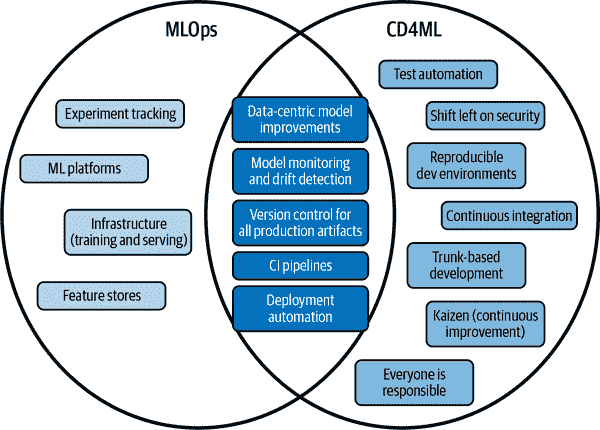 MLOps
CD4ML
Experiment tracking
ML platforms
Infrastructure
(training and serving)
Feature stores
Data-centric model
improvements
Model monitoring
and drift detection
Version control for
all production artifacts
CI pipelines
Deployment
automation
Test automation
Shift left on security
Reproducible
dev environments
Continuous integration
Trunk-based
development
Kaizen (continuous
improvement)
Everyone is
responsible